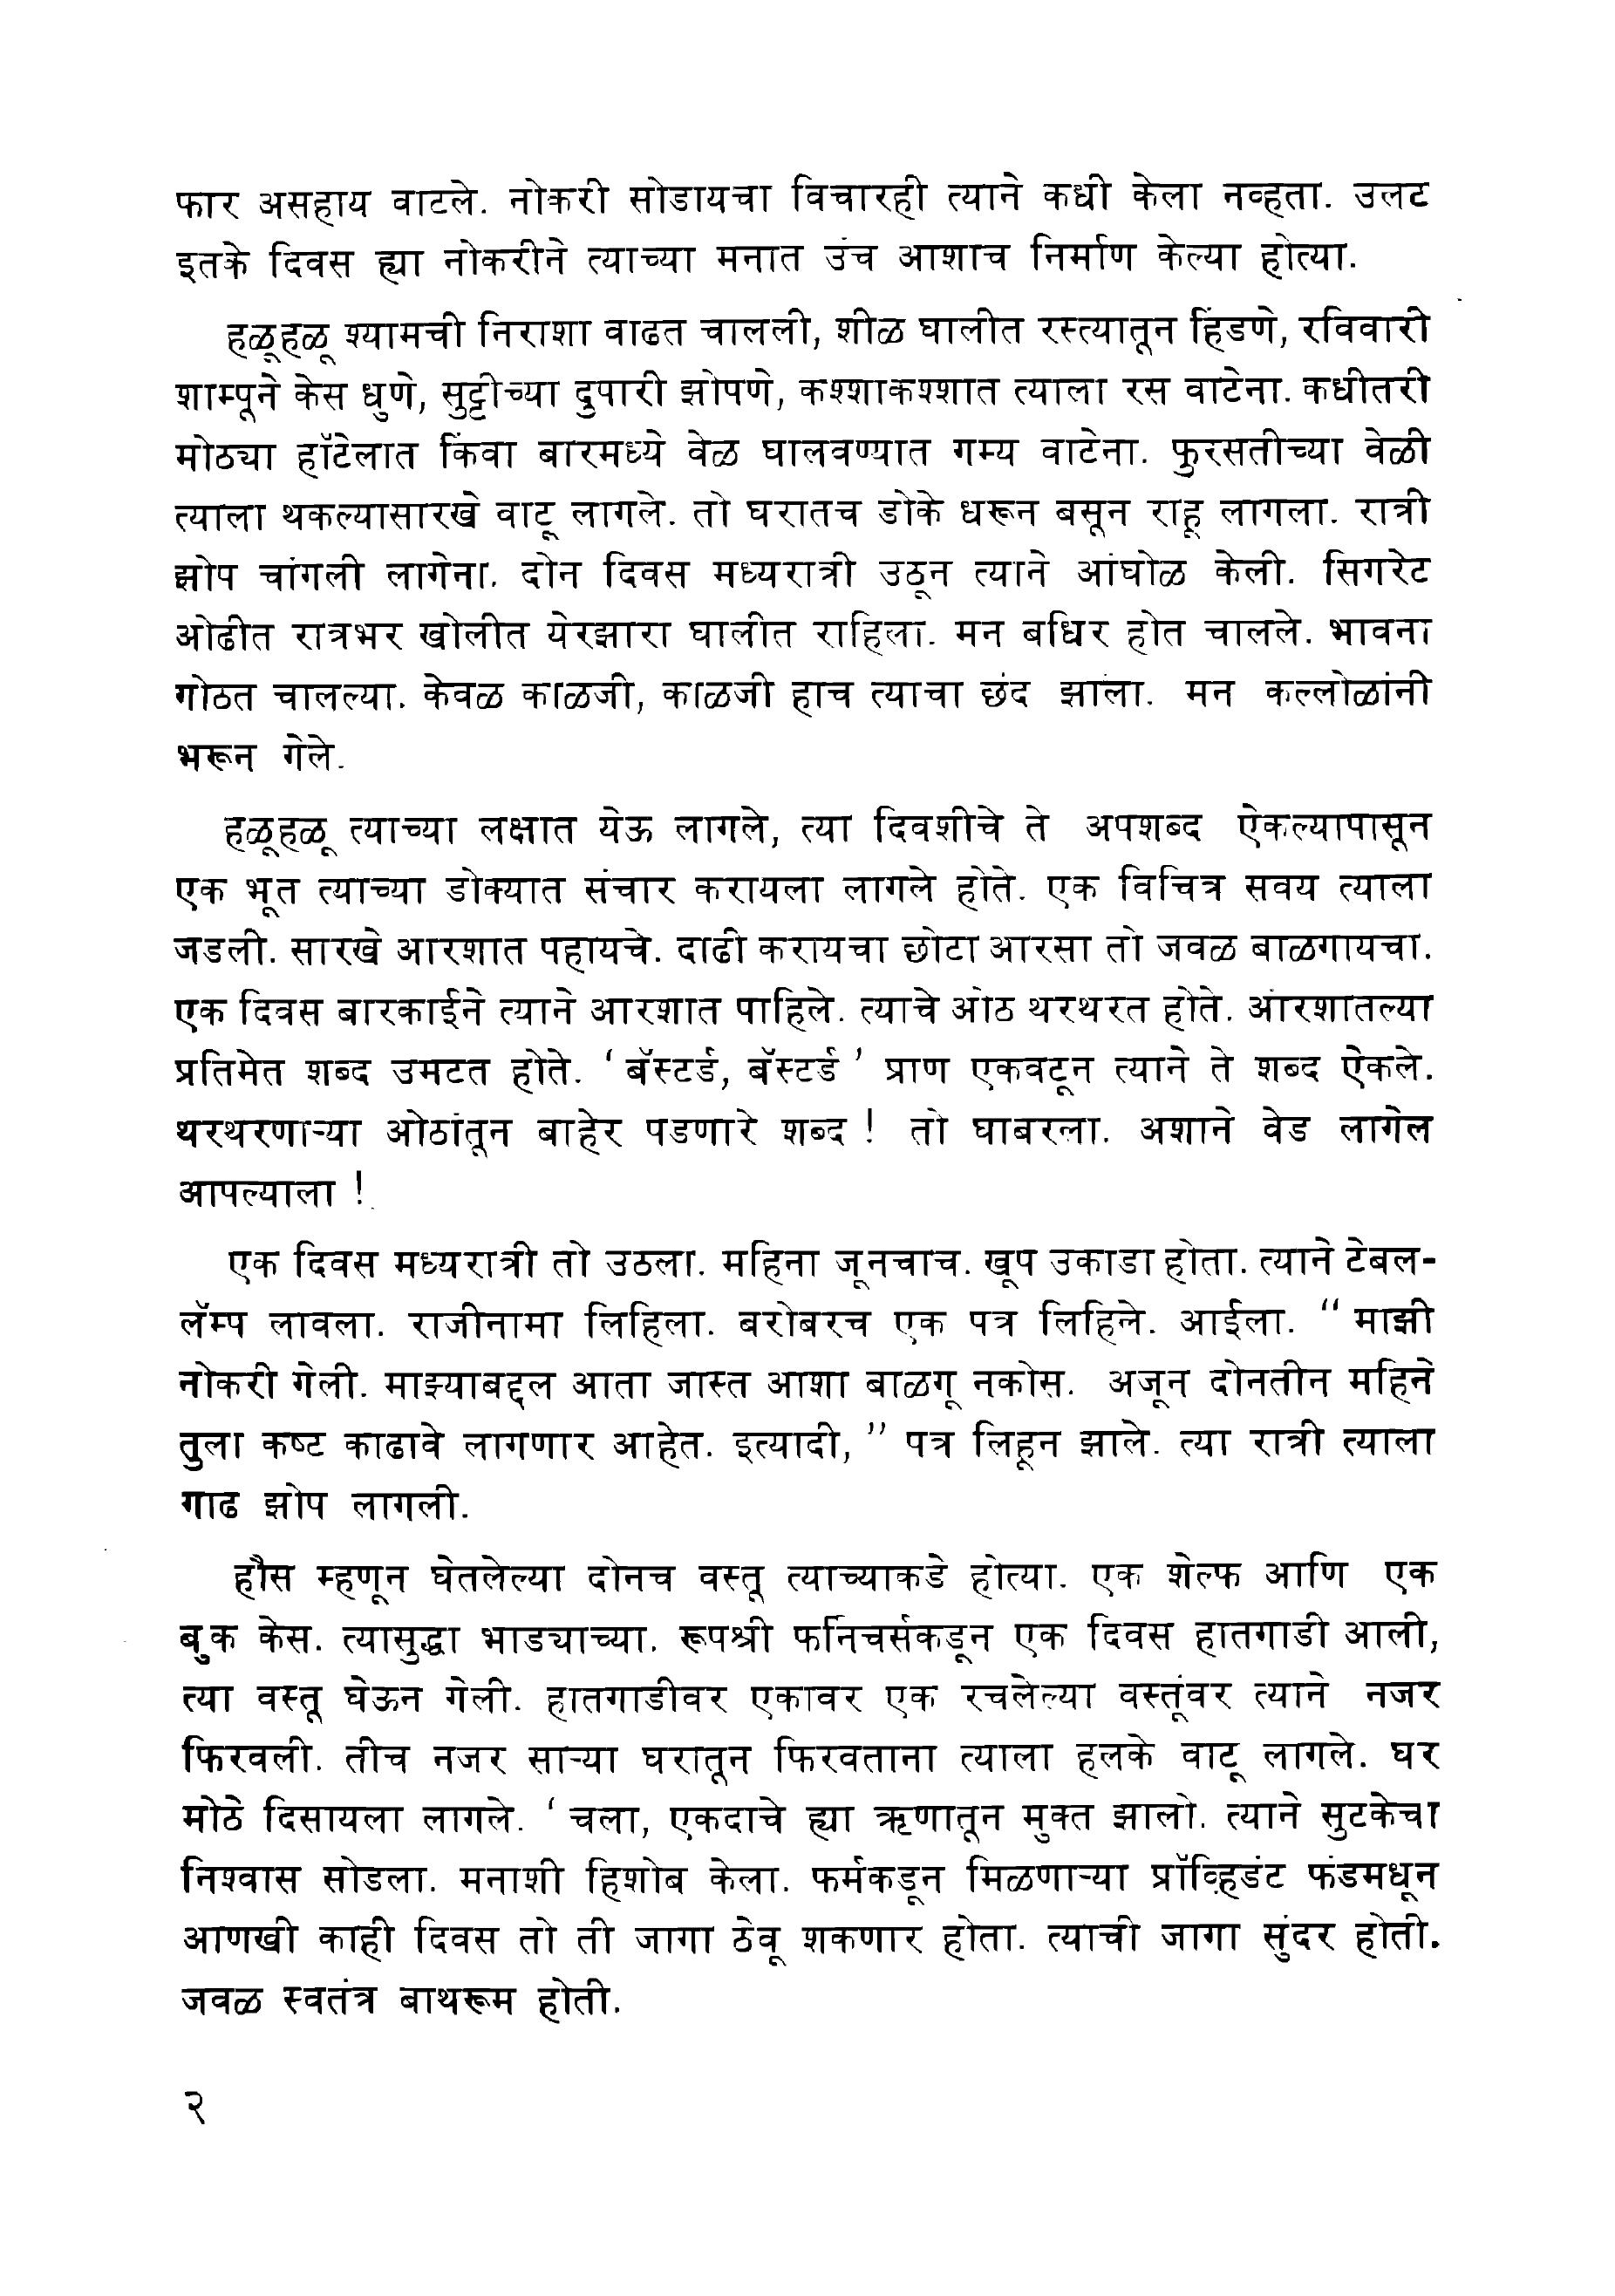 फार असहाय वाटले. नोकरी सोडायचा विचारही त्याने कधी केला नव्हता. उलट
इतके दिवस ह्या नोकरीने त्याच्या मनात उंच आशाच निर्माण केल्या होत्या.
हळूहळू श्यामची निराशा वाढत चालली, शीळ घालीत रस्त्यातून हिंडणे, रविवारी
शाम्पूने केस धुणे, सुट्टीच्या दुपारी झोपणे, कश्शाकश्शात त्याला रस वाटेना. कधीतरी
मोठ्या हॉटेलात किंवा बारमध्ये वेळ घालवण्यात गम्य वाटेना. फुरसतीच्या वेळी
त्याला थकल्यासारखे वाटू लागले. तो घरातच डोके धरून बसून राहू लागला. रात्री
झोप चांगली लागेना. दोन दिवस मध्यरात्री उठून त्याने आंघोळ केली. सिगरेट
ओढीत रात्रभर खोलीत येरझारा घालीत राहिला. मन बधिर होत चालले. भावना
गोठत चालल्या. केवळ काळजी, काळजी हाच त्याचा छंद झाला. मन कल्लोळांनी
भरून गेले.
हळूहळू त्याच्या लक्षात येऊ लागले, त्या दिवशीचे ते अपशब्द ऐकल्यापासून
एक भूत त्याच्या डोक्यात संचार करायला लागले होते. एक विचित्र सवय त्याला
जडली. सारखे आरशात पहायचे. दाढी करायचा छोटा आरसा तो जवळ बाळगायचा.
एक दिवस बारकाईने त्याने आरशात पाहिले. त्याचे ओठ थरथरत होते. आरशातल्या
प्रतिमेत शब्द उमटत होते. ‘ बॅस्टर्ड, बॅस्टर्ड ’ प्राण एकवटून त्याने ते शब्द ऐकले.
थरथरणाऱ्या ओठांतून बाहेर पडणारे शब्द ! तो घाबरला. अशाने वेड लागेल
आपल्याला !
एक दिवस मध्यरात्री तो उठला. महिना जूनचाच. खूप उकाडा होता. त्याने टेबल-
लॅम्प लावला. राजीनामा लिहिला. बरोबरच एक पत्र लिहिले. आईला. “ माझी
नोकरी गेली. माझ्याबद्दल आता जास्त आशा बाळगू नकोस. अजून दोनतीन महिने
तुला कष्ट काढावे लागणार आहेत. इत्यादी, ” पत्र लिहून झाले. त्या रात्री त्याला
गाढ झोप लागली.
हौस म्हणून घेतलेल्या दोनच वस्तू त्याच्याकडे होत्या. एक शेल्फ आणि एक
बुक केस. त्यासुद्धा भाड्याच्या. रूपश्री फर्निचर्सकडून एक दिवस हातगाडी आली,
त्या वस्तू घेऊन गेली. हातगाडीवर एकावर एक रचलेल्या वस्तूंवर त्याने नजर
फिरवली. तीच नजर साऱ्या घरातून फिरवताना त्याला हलके वाटू लागले. घर
मोठे दिसायला लागले. ‘ चला, एकदाचे ह्या ऋणातून मुक्त झालो. त्याने सुटकेचा
निश्वास सोडला. मनाशी हिशोब केला. फर्मकडून मिळणाऱ्या प्रॉव्हिडंट फंडमधून
आणखी काही दिवस तो ती जागा ठेवू शकणार होता. त्याची जागा सुंदर होती.
जवळ स्वतंत्र बाथरूम होती.
२